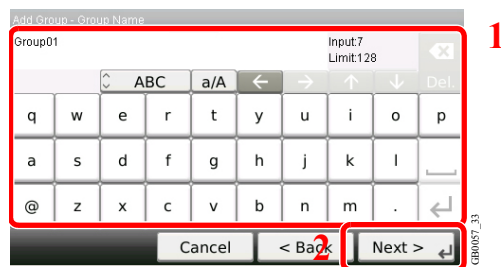 Add Group - Group Name
1
Group01 Input:7
Limit:128
ABC a/A ← → ↑ ↓ Del.
q w e r t y u i o p
a s d f g h j k l
@ z x c v b n m .
Cancel < Back 2 Next >
GB0057_33